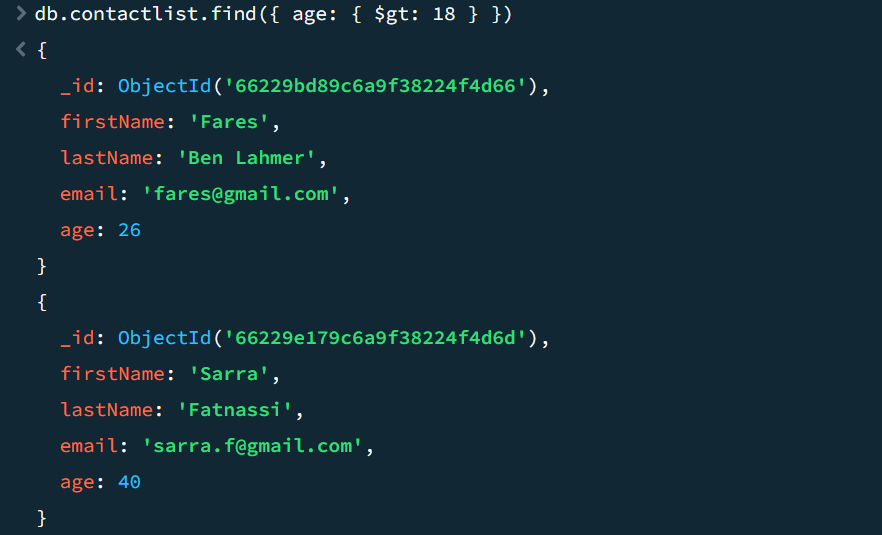 > db.contactlist.find({ age: { $gt: 18 } })
< {
_id: ObjectId('66229bd89c6a9f38224f4d66'),
firstName: 'Fares',
lastName: 'Ben Lahmer',
email: 'fares@gmail.com',
age: 26
}
{
_id: ObjectId('66229e179c6a9f38224f4d6d'),
firstName: 'Sarra',
lastName: 'Fatnassi',
email: 'sarra.f@gmail.com',
age: 40
}